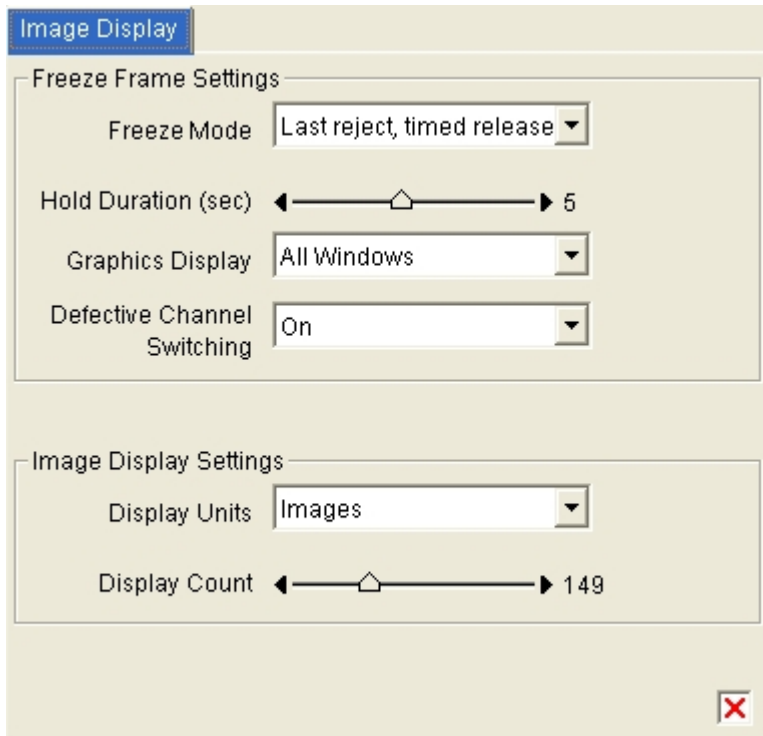 Image Display
Freeze Frame Settings
Freeze Mode Last reject, timed release
Hold Duration (sec) 5
Graphics Display All Windows
Defective Channel
Switching On
Image Display Settings
Display Units Images
Display Count 149